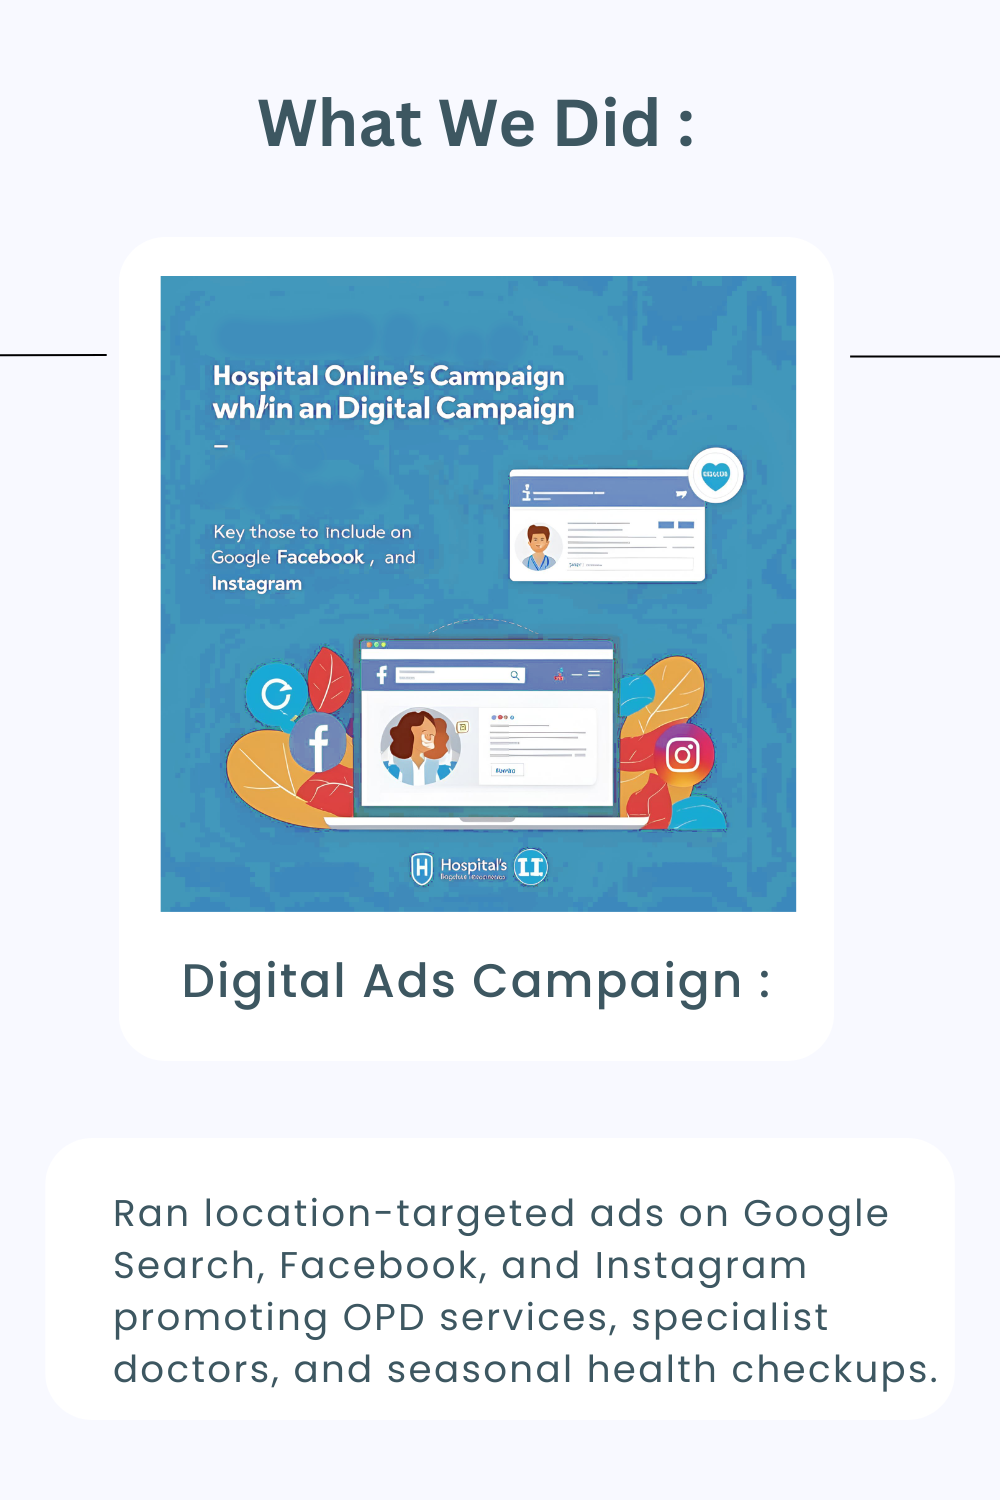 What We Did :
Hospital Online's Campaign
in an Digital Campaign
Key those to include on
Google Facebook , and
Instagram
Hospital's
Digital Ads Campaign :
Ran location-targeted ads on Google
Search, Facebook, and Instagram
promoting OPD services, specialist
doctors, and seasonal health checkups.